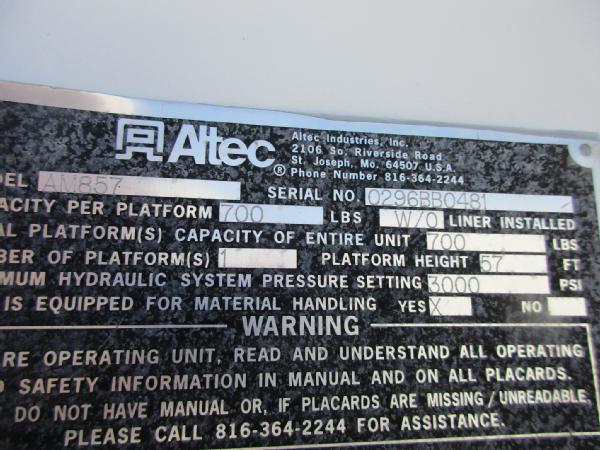 Altec
Altec Industries, Inc.
2106 So. Riverside Road
St. Joseph, Mo. 64507 U.S.A.
® Phone Number 816-364-2244
DEL AM857 SERIAL NO. 0296BB0481
ACITY PER PLATFORM 700 LBS W/O LINER INSTALLED
AL PLATFORM(S) CAPACITY OF ENTIRE UNIT 700 LBS
BER OF PLATFORM(S) 1 PLATFORM HEIGHT 57 FT
MUM HYDRAULIC SYSTEM PRESSURE SETTING 3000 PSI
IS EQUIPPED FOR MATERIAL HANDLING YES X NO
WARNING
RE OPERATING UNIT, READ AND UNDERSTAND ALL OPERATING
SAFETY INFORMATION IN MANUAL AND ON ALL PLACARDS.
DO NOT HAVE MANUAL OR, IF PLACARDS ARE MISSING/UNREADABLE,
PLEASE CALL 816-364-2244 FOR ASSISTANCE.